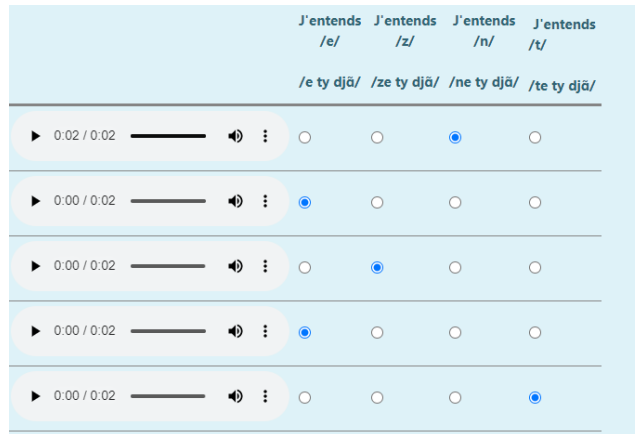 J'entends J'entends J'entends J'entends
/e/ /z/ /n/ /t/
/e ty djã/ /ze ty djã/ /ne ty djã/ /te ty djã/
0:02 / 0:02
0:00 / 0:02
0:00 / 0:02
0:00 / 0:02
0:00 / 0:02